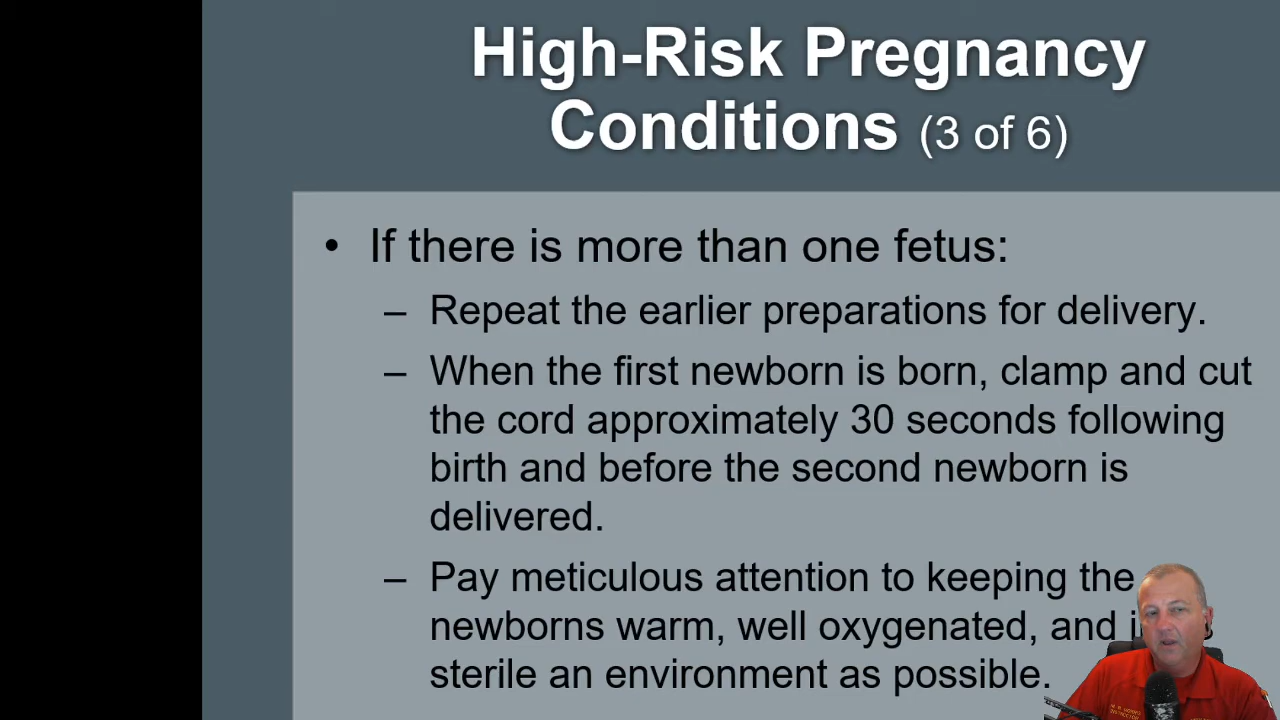 High-Risk Pregnancy
Conditions (3 of 6)
• If there is more than one fetus:
– Repeat the earlier preparations for delivery.
– When the first newborn is born, clamp and cut
the cord approximately 30 seconds following
birth and before the second newborn is
delivered.
– Pay meticulous attention to keeping the
newborns warm, well oxygenated, and
sterile an environment as possible.